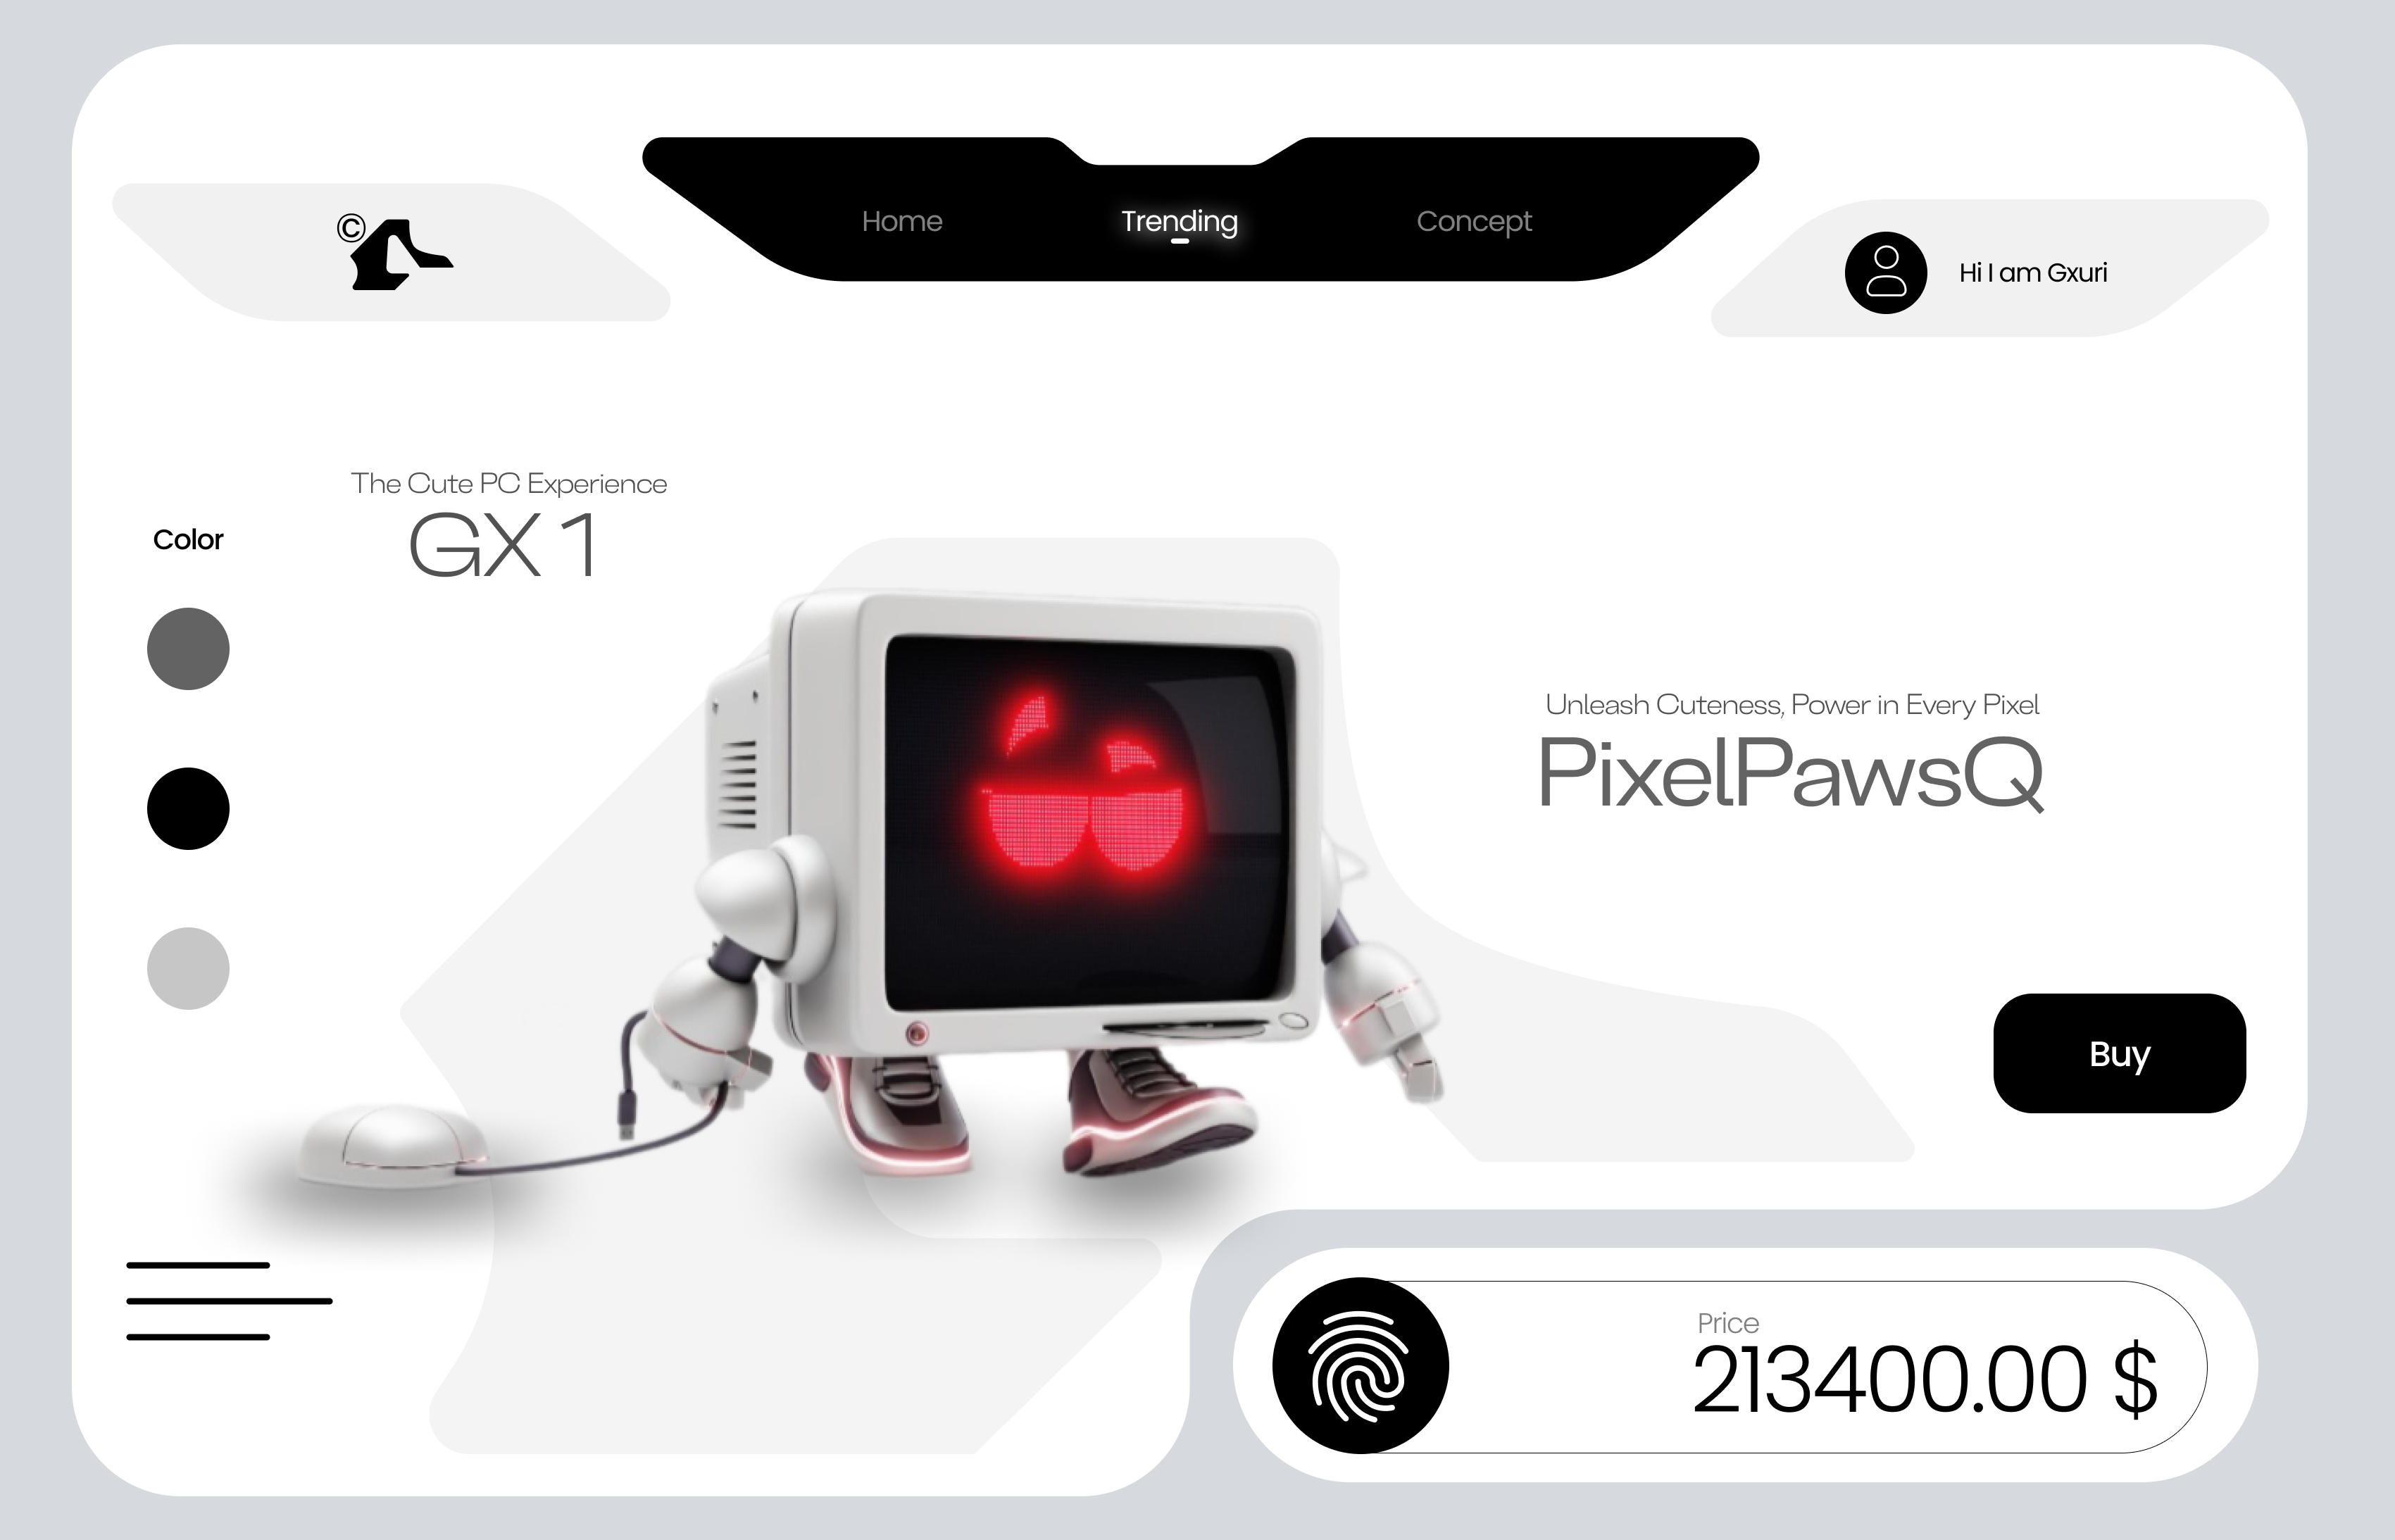 ©
Home
Trending
Concept
Hi I am Gxuri
The Cute PC Experience
GX 1
Color
Unleash Cuteness, Power in Every Pixel
PixelPawsQ
Buy
Price
213400.00 $